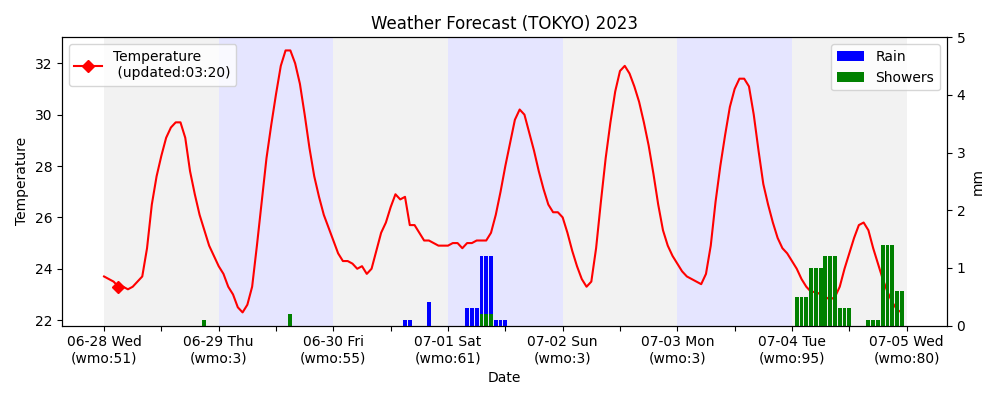 Weather Forecast (TOKYO) 2023
Temperature
(updated:03:20)
Rain
Showers
32
30
28
26
24
22
Temperature
5
4
3
2
1
0
mm
06-28 Wed 06-29 Thu 06-30 Fri 07-01 Sat 07-02 Sun 07-03 Mon 07-04 Tue 07-05 Wed
(wmo:51) (wmo:3) (wmo:55) (wmo:61) (wmo:3) (wmo:3) (wmo:95) (wmo:80)
Date